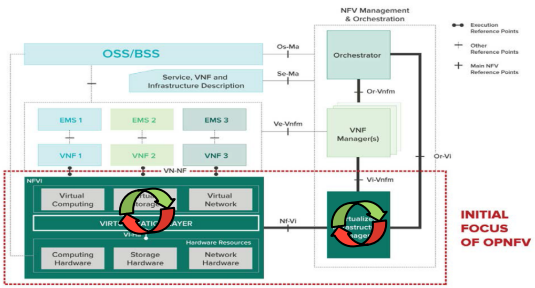 NFV Management
& Orchestration
Execution
Reference Points
Other
Reference Points
Main NFV
Reference Points
OSS/BSS
Os-Ma
Orchestrator
Service, VNF and
Infrastructure Description
Se-Ma
Or-Vnfm
EMS 1
EMS 2
EMS 3
Ve-Vnfm
VNF
Manager(s)
VNF 1
VNF 2
VNF 3
Or-Vi
VN-NF
Vi-Vnfm
NFVI
Virtual
Computing
Virtual
Virtual
Network
Nf-Vi
Hardware Resources
Computing
Hardware
Storage
Hardware
Network
Hardware
INITIAL
FOCUS
OF OPNFV